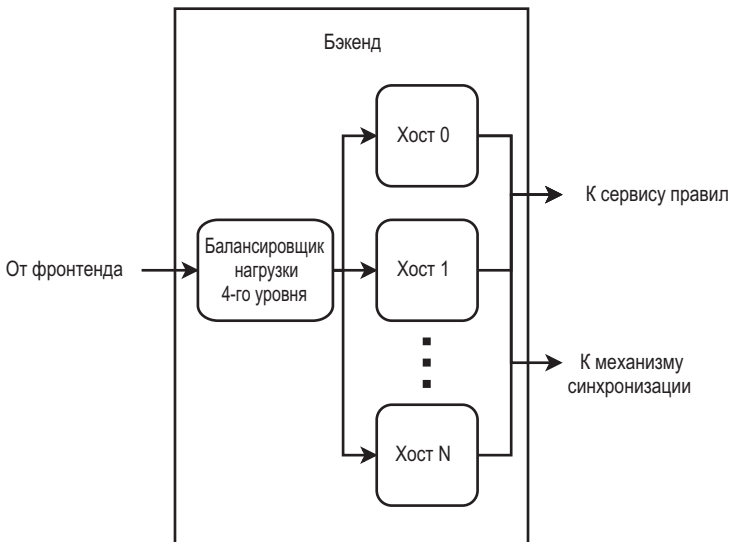 Бэкенд
Хост 0
К сервису правил
Балансировщик
нагрузки
4-го уровня
От фронтенда
Хост 1
К механизму
синхронизации
Хост N